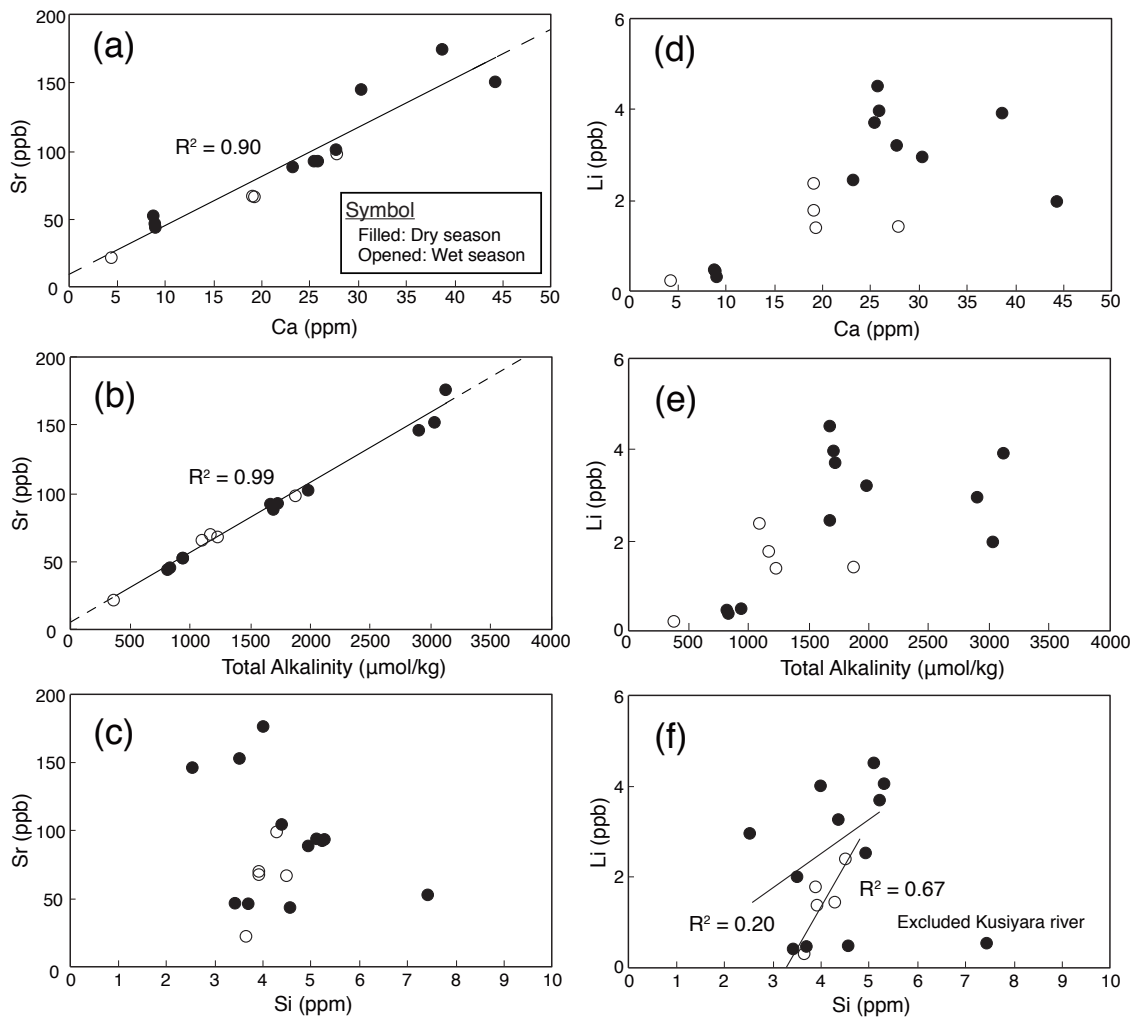 (a)
200
150
100
50
0
Sr (ppb)
R² = 0.90
Symbol
Filled: Dry season
Opened: Wet season
0 5 10 15 20 25 30 35 40 45 50
Ca (ppm)
(d)
6
4
2
0
Li (ppb)
0 5 10 15 20 25 30 35 40 45 50
Ca (ppm)
(b)
200
150
100
50
0
Sr (ppb)
R² = 0.99
0 500 1000 1500 2000 2500 3000 3500 4000
Total Alkalinity (µmol/kg)
(e)
6
4
2
0
Li (ppb)
500 1000 1500 2000 2500 3000 3500 4000
Total Alkalinity (µmol/kg)
(c)
200
150
100
50
0
Sr (ppb)
0 1 2 3 4 5 6 7 8 9 10
Si (ppm)
(f)
6
4
2
0
Li (ppb)
R² = 0.67
R² = 0.20
Excluded Kusiyara river
0 1 2 3 4 5 6 7 8 9 10
Si (ppm)